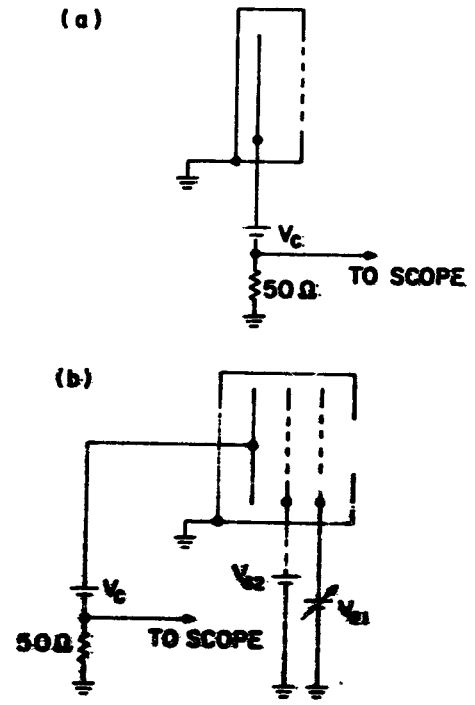 (a)
Vc
TO SCOPE
50Ω
(b)
VG2
Vc
VG1
50Ω
TO SCOPE